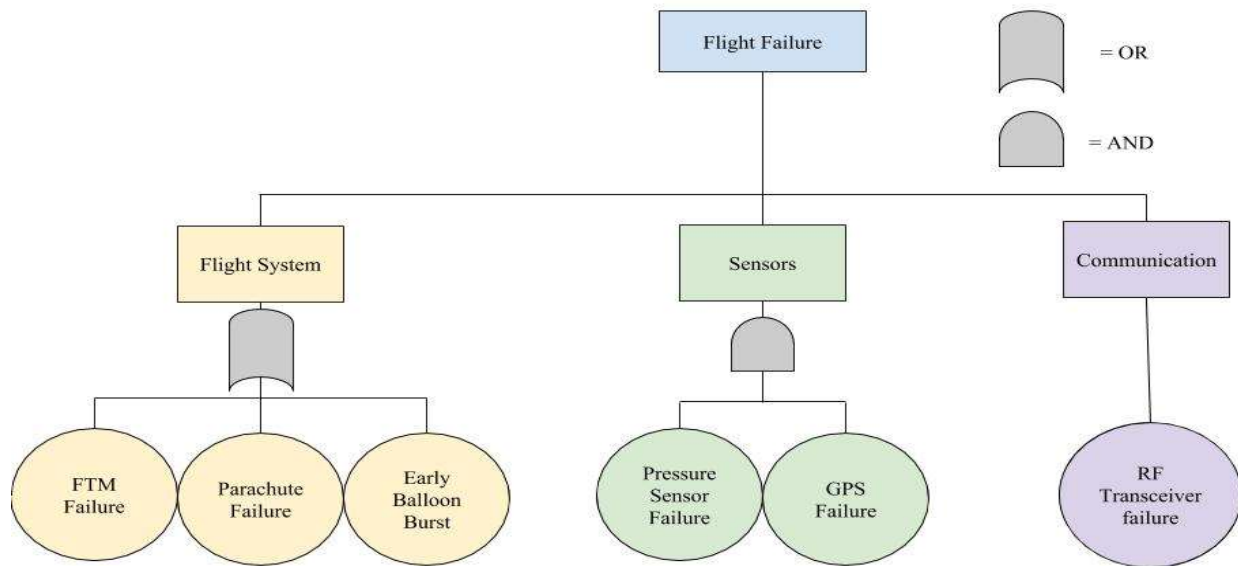 Flight Failure
= OR
= AND
Flight System
Sensors
Communication
FTM
Failure
Parachute
Failure
Early
Balloon
Burst
Pressure
Sensor
Failure
GPS
Failure
RF
Transceiver
failure